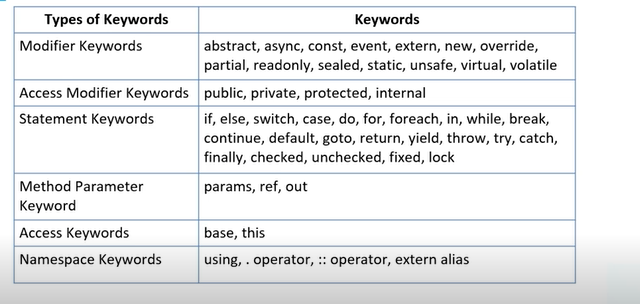 Types of Keywords Keywords
Modifier Keywords abstract, async, const, event, extern, new, override,
partial, readonly, sealed, static, unsafe, virtual, volatile
Access Modifier Keywords public, private, protected, internal
Statement Keywords if, else, switch, case, do, for, foreach, in, while, break,
continue, default, goto, return, yield, throw, try, catch,
finally, checked, unchecked, fixed, lock
Method Parameter params, ref, out
Keyword
Access Keywords base, this
Namespace Keywords using, . operator, :: operator, extern alias